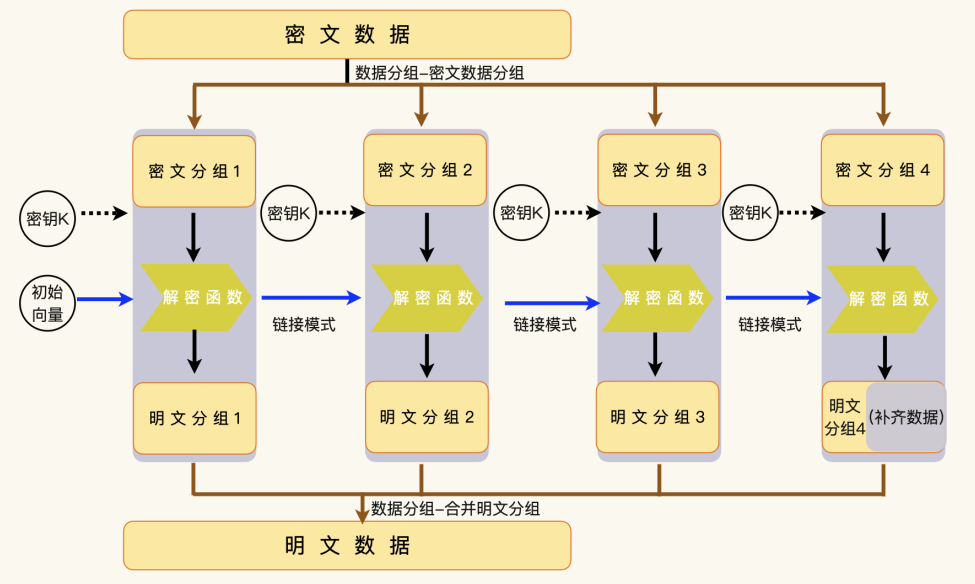 密文数据
数据分组-密文数据分组
密文分组1
密文分组2
密文分组3
密文分组4
密钥K
密钥K
密钥K
密钥K
初始
向量
解密函数
解密函数
解密函数
解密函数
链接模式
链接模式
链接模式
明文分组1
明文分组2
明文分组3
明文
分组4
(补齐数据)
数据分组-合并明文分组
明文数据